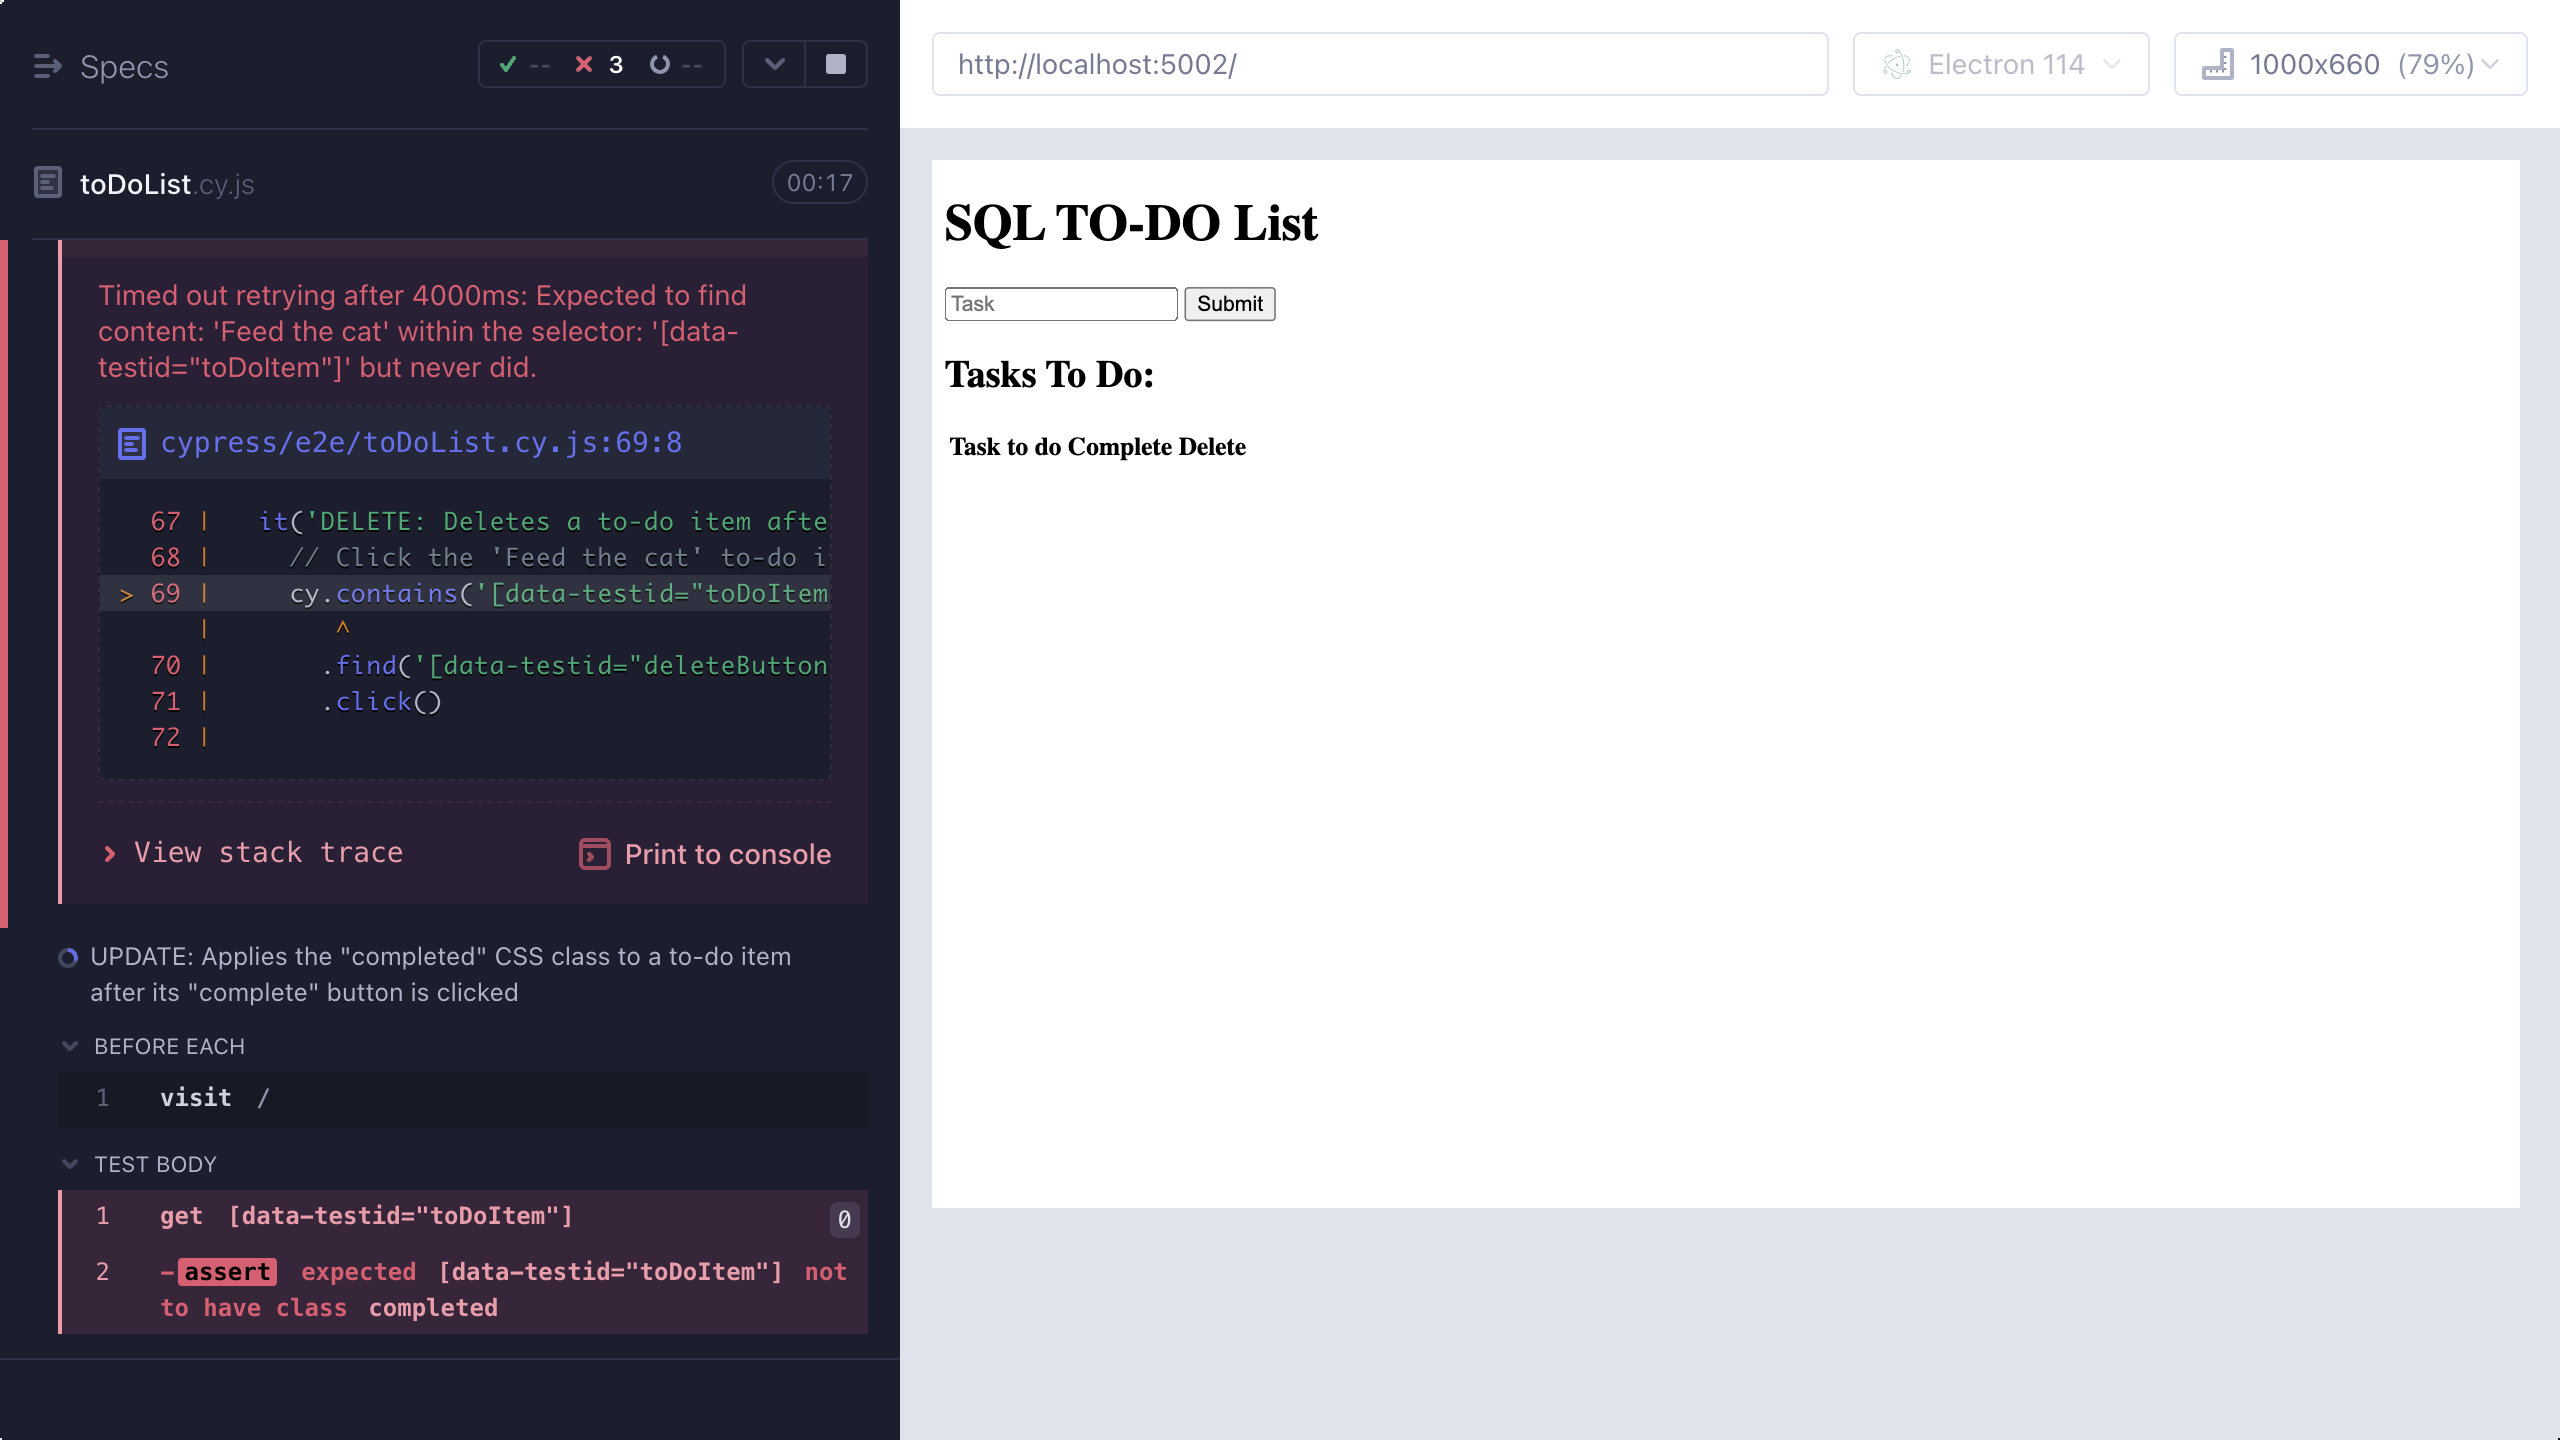 Specs
-- 3 --
toDoList.cy.js
00:17
Timed out retrying after 4000ms: Expected to find
content: 'Feed the cat' within the selector: '[data-
testid="toDoItem"]' but never did.
cypress/e2e/toDoList.cy.js:69:8
67 | it('DELETE: Deletes a to-do item afte
68 | // Click the 'Feed the cat' to-do i
> 69 | cy.contains('[data-testid="toDoItem
| ^
70 | .find('[data-testid="deleteButton
71 | .click()
72 |
View stack trace
Print to console
UPDATE: Applies the "completed" CSS class to a to-do item
after its "complete" button is clicked
BEFORE EACH
1 visit /
TEST BODY
1 get [data-testid="toDoItem"] 0
2 -assert expected [data-testid="toDoItem"] not
to have class completed
http://localhost:5002/
Electron 114
1000x660 (79%)
SQL TO-DO List
Task Submit
Tasks To Do:
Task to do Complete Delete